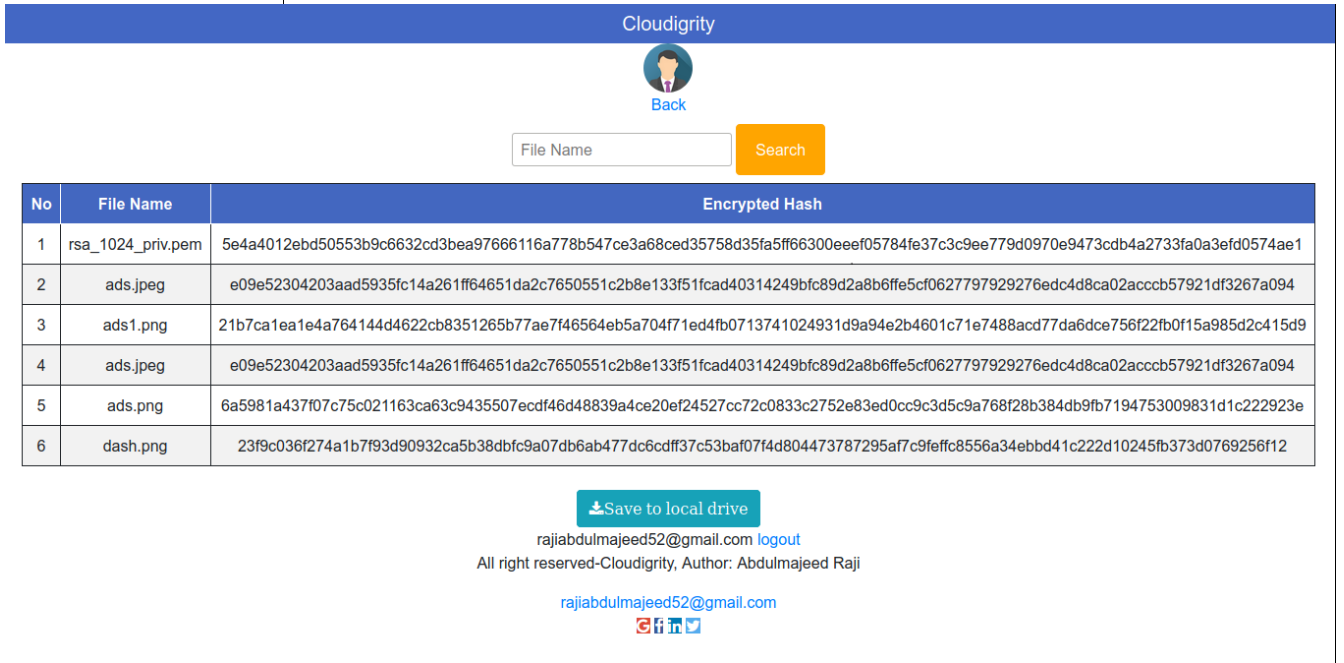 Cloudigrity
Back
File Name Search
No File Name Encrypted Hash
1 rsa_1024_priv.pem 5e4a4012ebd50553b9c6632cd3bea97666116a778b547ce3a68ced35758d35fa5ff66300eeef05784fe37c3c9ee779d0970e9473cdb4a2733fa0a3efd0574ae1
2 ads.jpeg e09e52304203aad5935fc14a261ff64651da2c7650551c2b8e133f51fcad40314249bfc89d2a8b6ffe5cf0627797929276edc4d8ca02acccb57921df3267a094
3 ads1.png 21b7ca1ea1e4a764144d4622cb8351265b77ae7f46564eb5a704f71ed4fb0713741024931d9a94e2b4601c71e7488acd77da6dce756f22fb0f15a985d2c415d9
4 ads.jpeg e09e52304203aad5935fc14a261ff64651da2c7650551c2b8e133f51fcad40314249bfc89d2a8b6ffe5cf0627797929276edc4d8ca02acccb57921df3267a094
5 ads.png 6a5981a437f07c75c021163ca63c9435507ecdf46d48839a4ce20ef24527cc72c0833c2752e83ed0cc9c3d5c9a768f28b384db9fb7194753009831d1c222923e
6 dash.png 23f9c036f274a1b7f93d90932ca5b38dbfc9a07db6ab477dc6cdff37c53baf07f4d804473787295af7c9feffc8556a34ebbd41c222d10245fb373d0769256f12
Save to local drive
rajiabdulmajeed52@gmail.com logout
All right reserved-Cloudigrity, Author: Abdulmajeed Raji
rajiabdulmajeed52@gmail.com